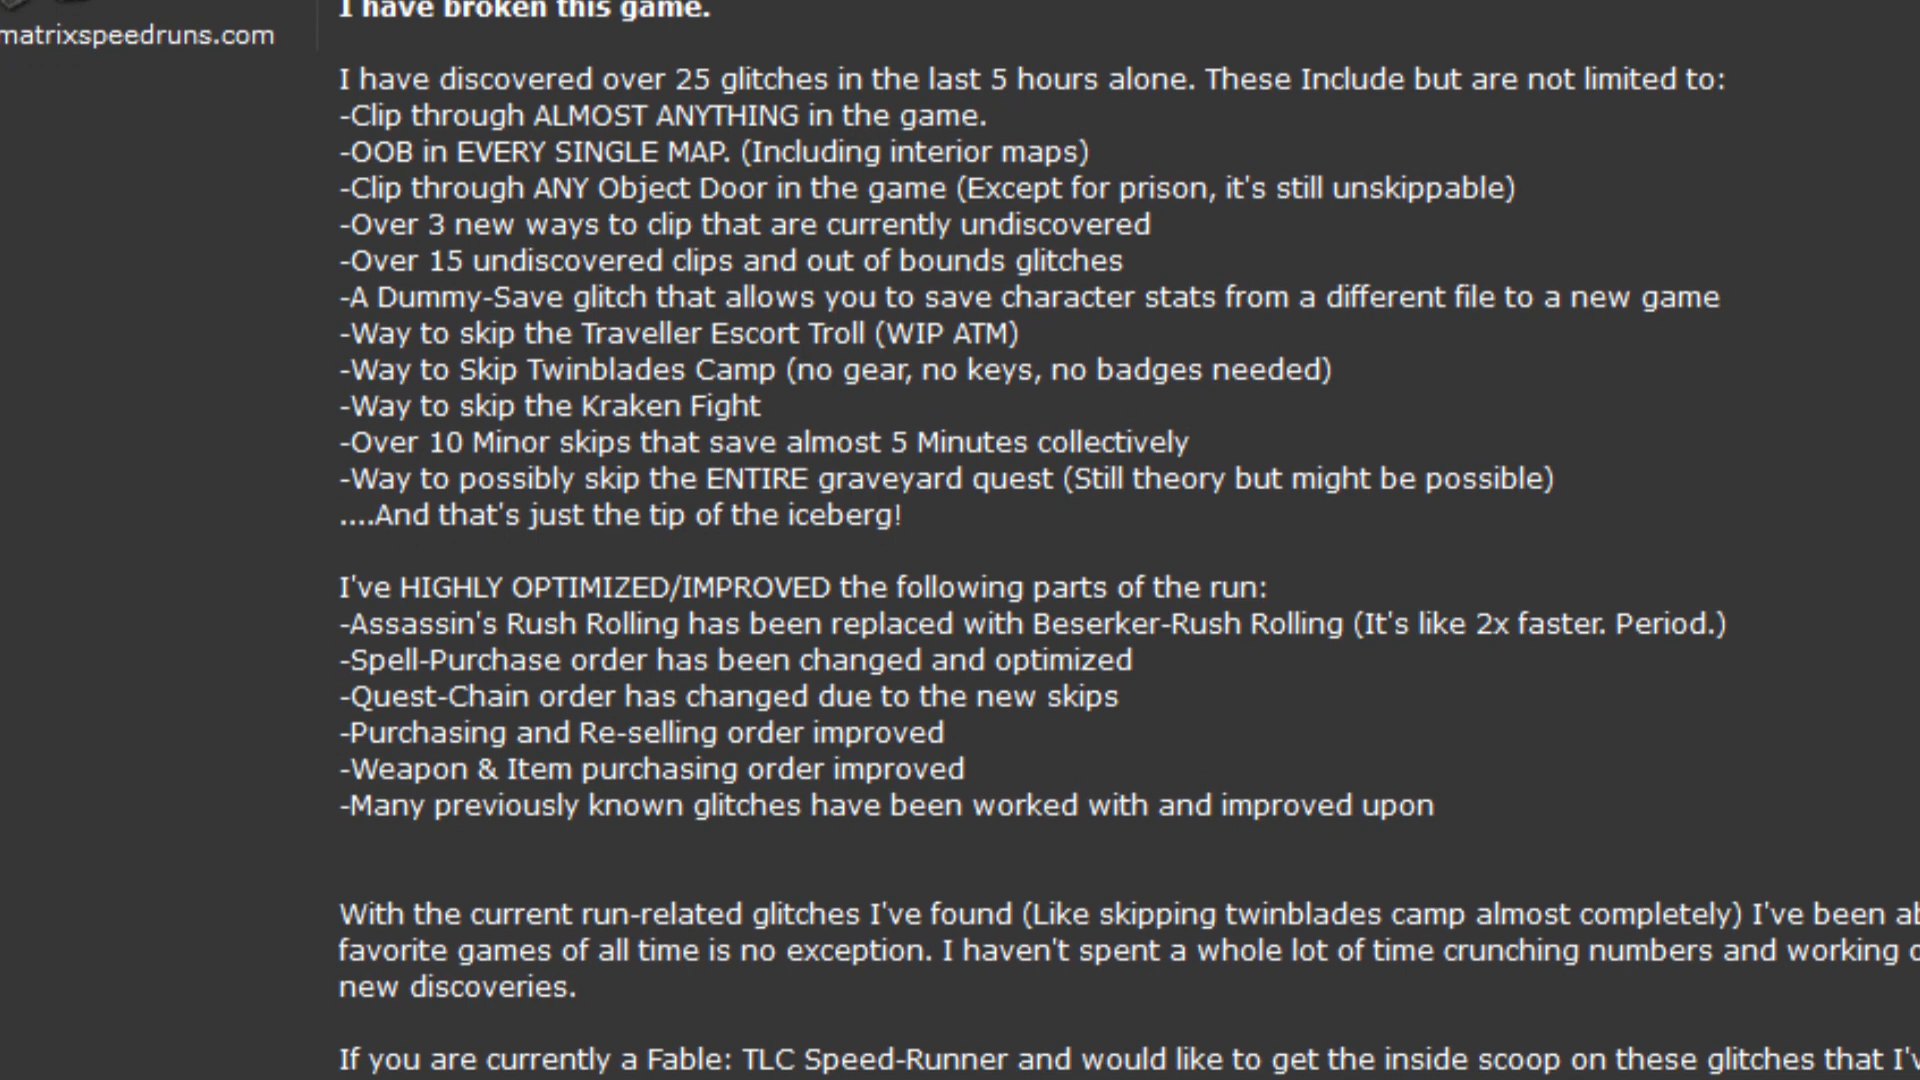 I have broken this game.
matrixspeedruns.com
I have discovered over 25 glitches in the last 5 hours alone. These Include but are not limited to:
-Clip through ALMOST ANYTHING in the game.
-OOB in EVERY SINGLE MAP. (Including interior maps)
-Clip through ANY Object Door in the game (Except for prison, it's still unskippable)
-Over 3 new ways to clip that are currently undiscovered
-Over 15 undiscovered clips and out of bounds glitches
-A Dummy-Save glitch that allows you to save character stats from a different file to a new game
-Way to skip the Traveller Escort Troll (WIP ATM)
-Way to Skip Twinblades Camp (no gear, no keys, no badges needed)
-Way to skip the Kraken Fight
-Over 10 Minor skips that save almost 5 Minutes collectively
-Way to possibly skip the ENTIRE graveyard quest (Still theory but might be possible)
....And that's just the tip of the iceberg!
I've HIGHLY OPTIMIZED/IMPROVED the following parts of the run:
-Assassin's Rush Rolling has been replaced with Beserker-Rush Rolling (It's like 2x faster. Period.)
-Spell-Purchase order has been changed and optimized
-Quest-Chain order has changed due to the new skips
-Purchasing and Re-selling order improved
-Weapon & Item purchasing order improved
-Many previously known glitches have been worked with and improved upon
With the current run-related glitches I've found (Like skipping twinblades camp almost completely) I've been
favorite games of all time is no exception. I haven't spent a whole lot of time crunching numbers and working
new discoveries.
If you are currently a Fable: TLC Speed-Runner and would like to get the inside scoop on these glitches that